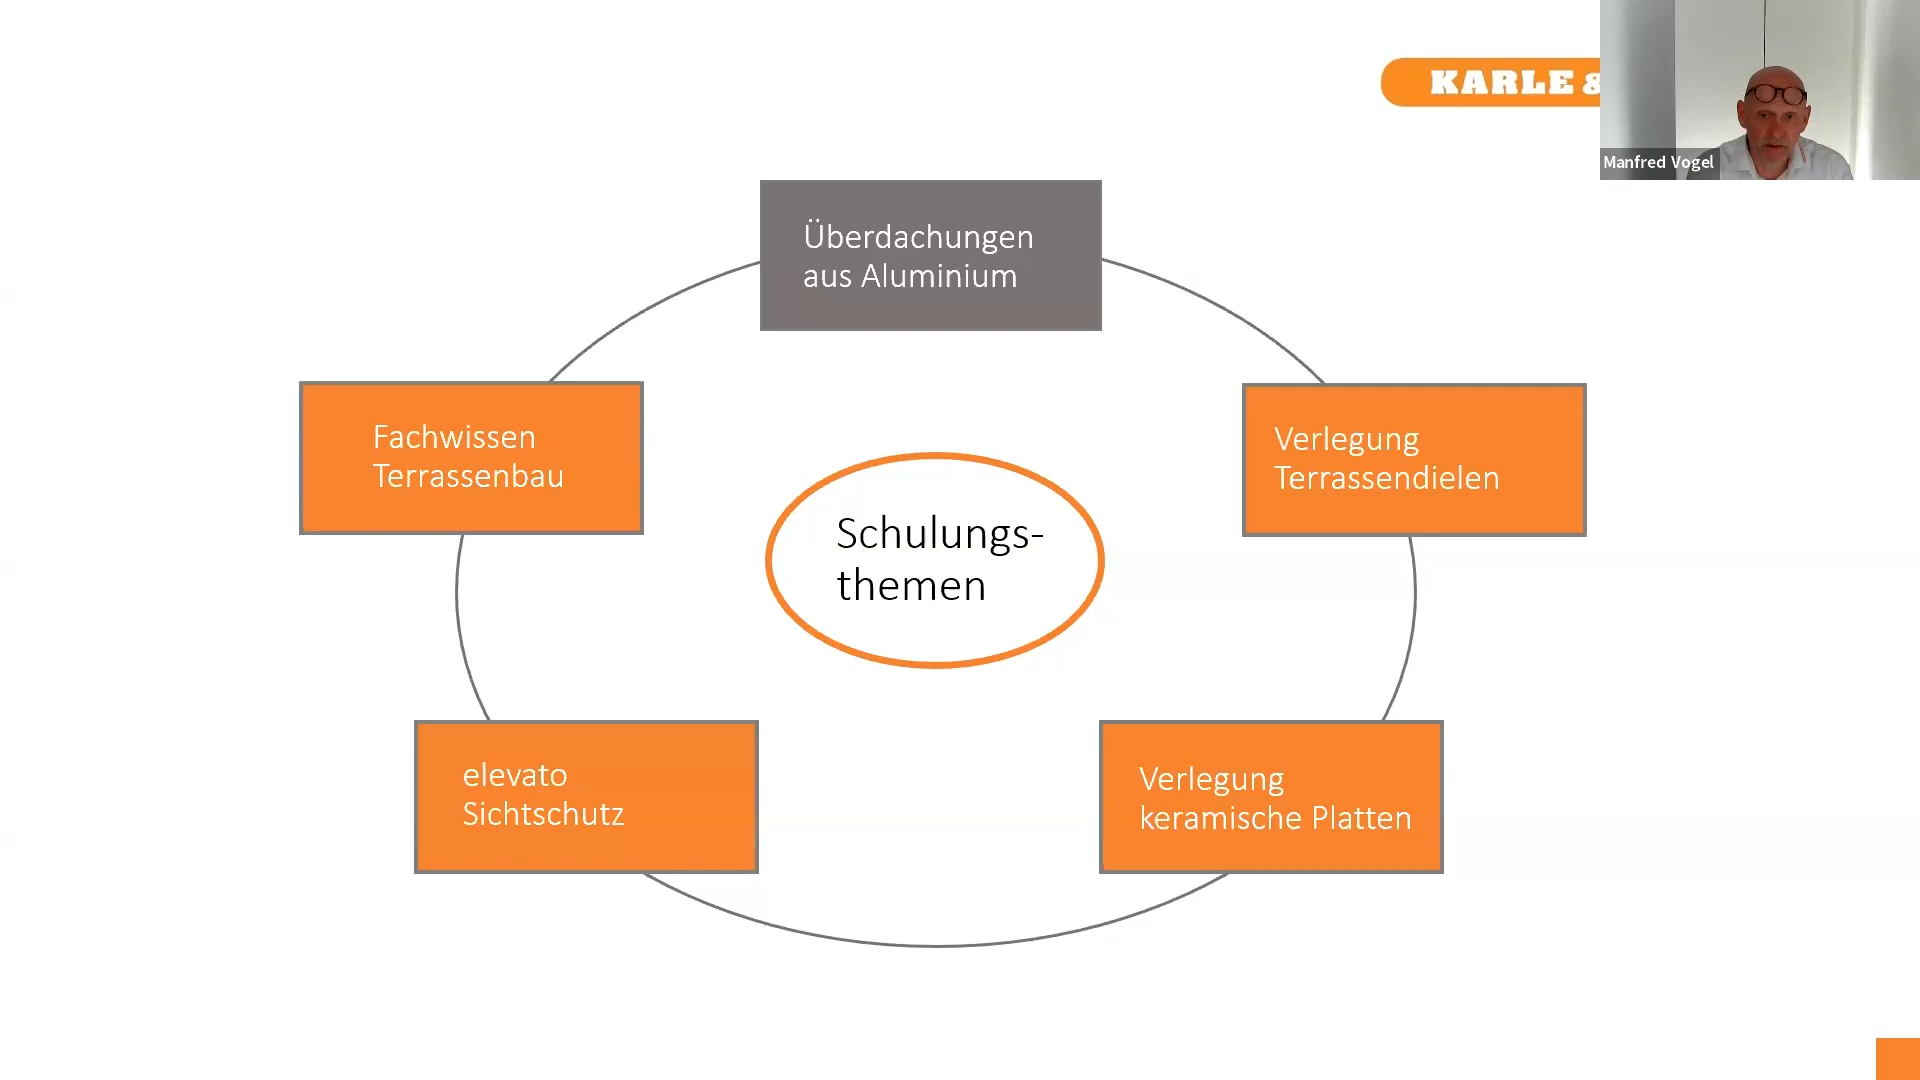 KARLE &
Manfred Vogel
Überdachungen
aus Aluminium
Fachwissen
Terrassenbau
Verlegung
Terrassendielen
Schulungs-
themen
elevato
Sichtschutz
Verlegung
keramische Platten